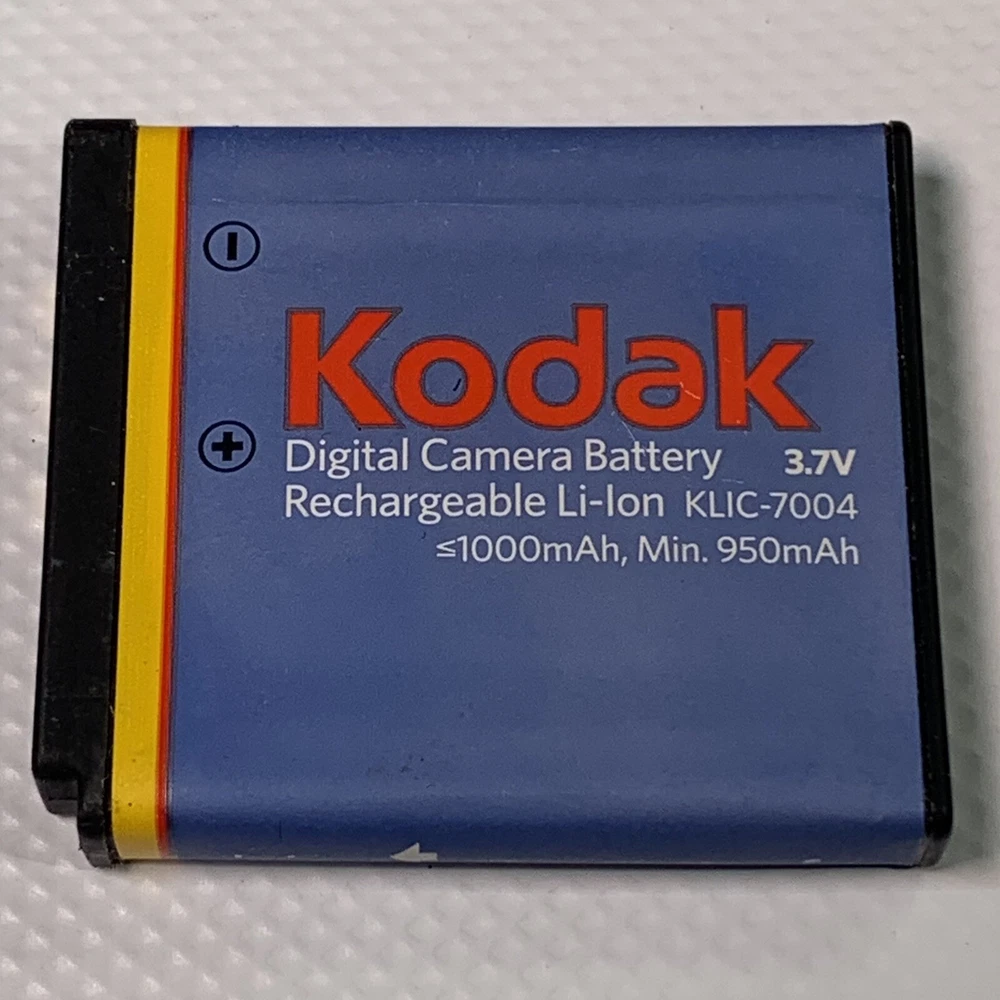 Kodak
Digital Camera Battery 3.7V
Rechargeable Li-Ion KLIC-7004
≤1000mAh, Min. 950mAh